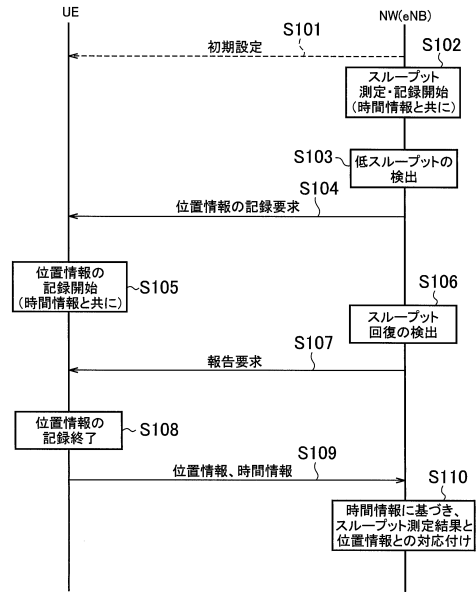 UE
NW(eNB)
S101
初期設定
S102
スループット
測定・記録開始
(時間情報と共に)
S103
低スループットの
検出
S104
位置情報の記録要求
位置情報の
記録開始
(時間情報と共に)
S105
S106
スループット
回復の検出
S107
報告要求
位置情報の
記録終了
S108
S109
位置情報、時間情報
S110
時間情報に基づき、
スループット測定結果と
位置情報との対応付け